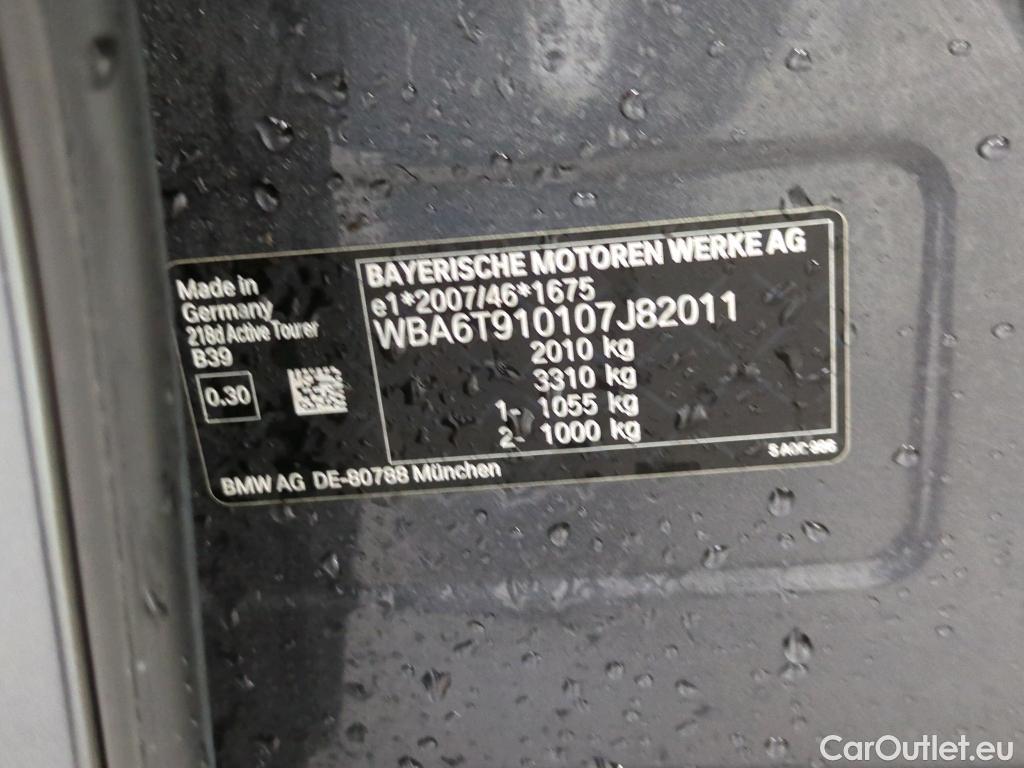 Made in
Germany
218d Active Tourer
B39
0.30
BAYERISCHE MOTOREN WERKE AG
e1*2007/46*1675
WBA6T910107J82011
2010 kg
3310 kg
1- 1055 kg
2- 1000 kg
BMW AG DE-80788 München
CarOutlet.eu